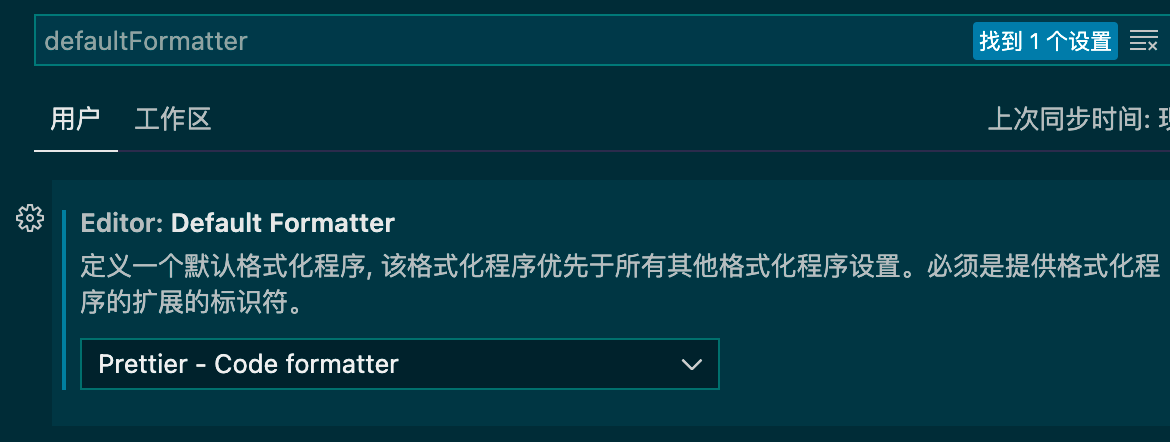 defaultFormatter 找到 1 个设置
用户 工作区 上次同步时间:
Editor: Default Formatter
定义一个默认格式化程序, 该格式化程序优先于所有其他格式化程序设置。必须是提供格式化程
序的扩展的标识符。
Prettier - Code formatter